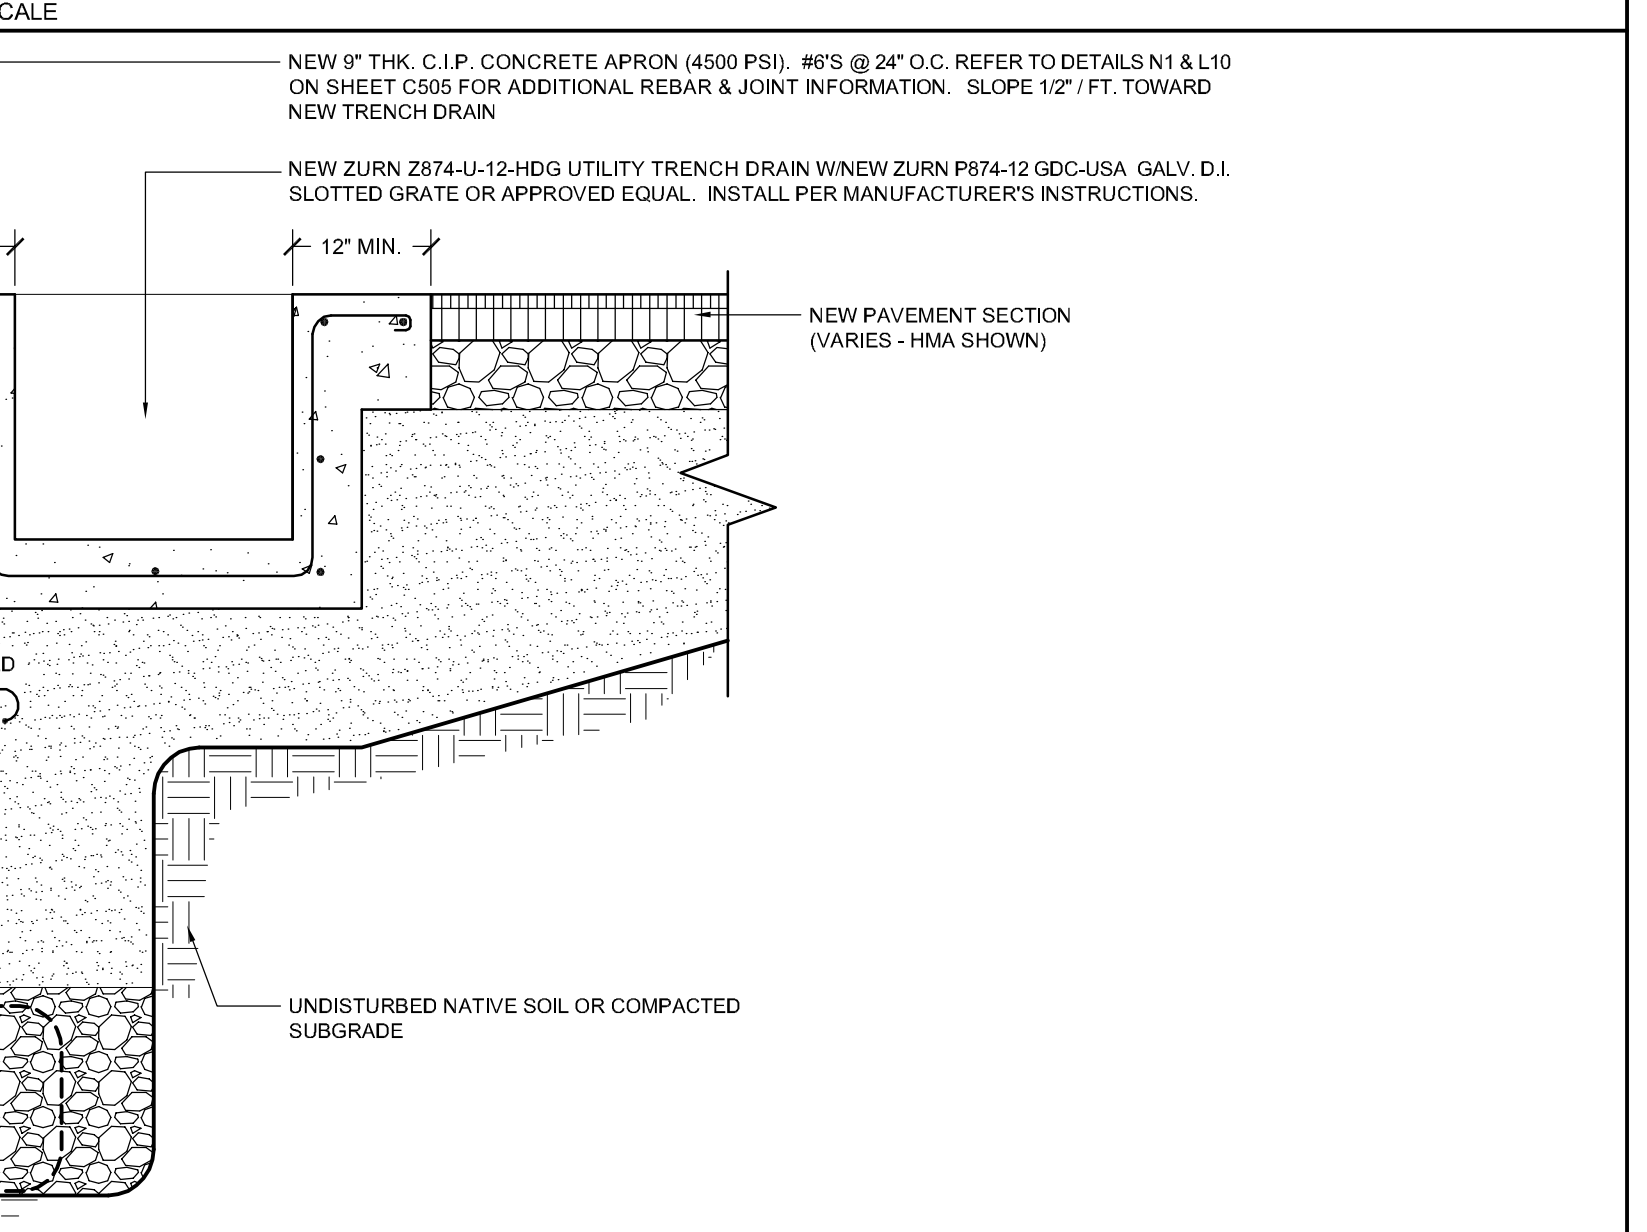 CALE
NEW 9" THK. C.I.P. CONCRETE APRON (4500 PSI). #6'S @ 24" O.C. REFER TO DETAILS N1 & L10
ON SHEET C505 FOR ADDITIONAL REBAR & JOINT INFORMATION. SLOPE 1/2" / FT. TOWARD
NEW TRENCH DRAIN
NEW ZURN Z874-U-12-HDG UTILITY TRENCH DRAIN W/NEW ZURN P874-12 GDC-USA GALV. D.I.
SLOTTED GRATE OR APPROVED EQUAL. INSTALL PER MANUFACTURER'S INSTRUCTIONS.
12" MIN.
NEW PAVEMENT SECTION
(VARIES - HMA SHOWN)
D
UNDISTURBED NATIVE SOIL OR COMPACTED
SUBGRADE